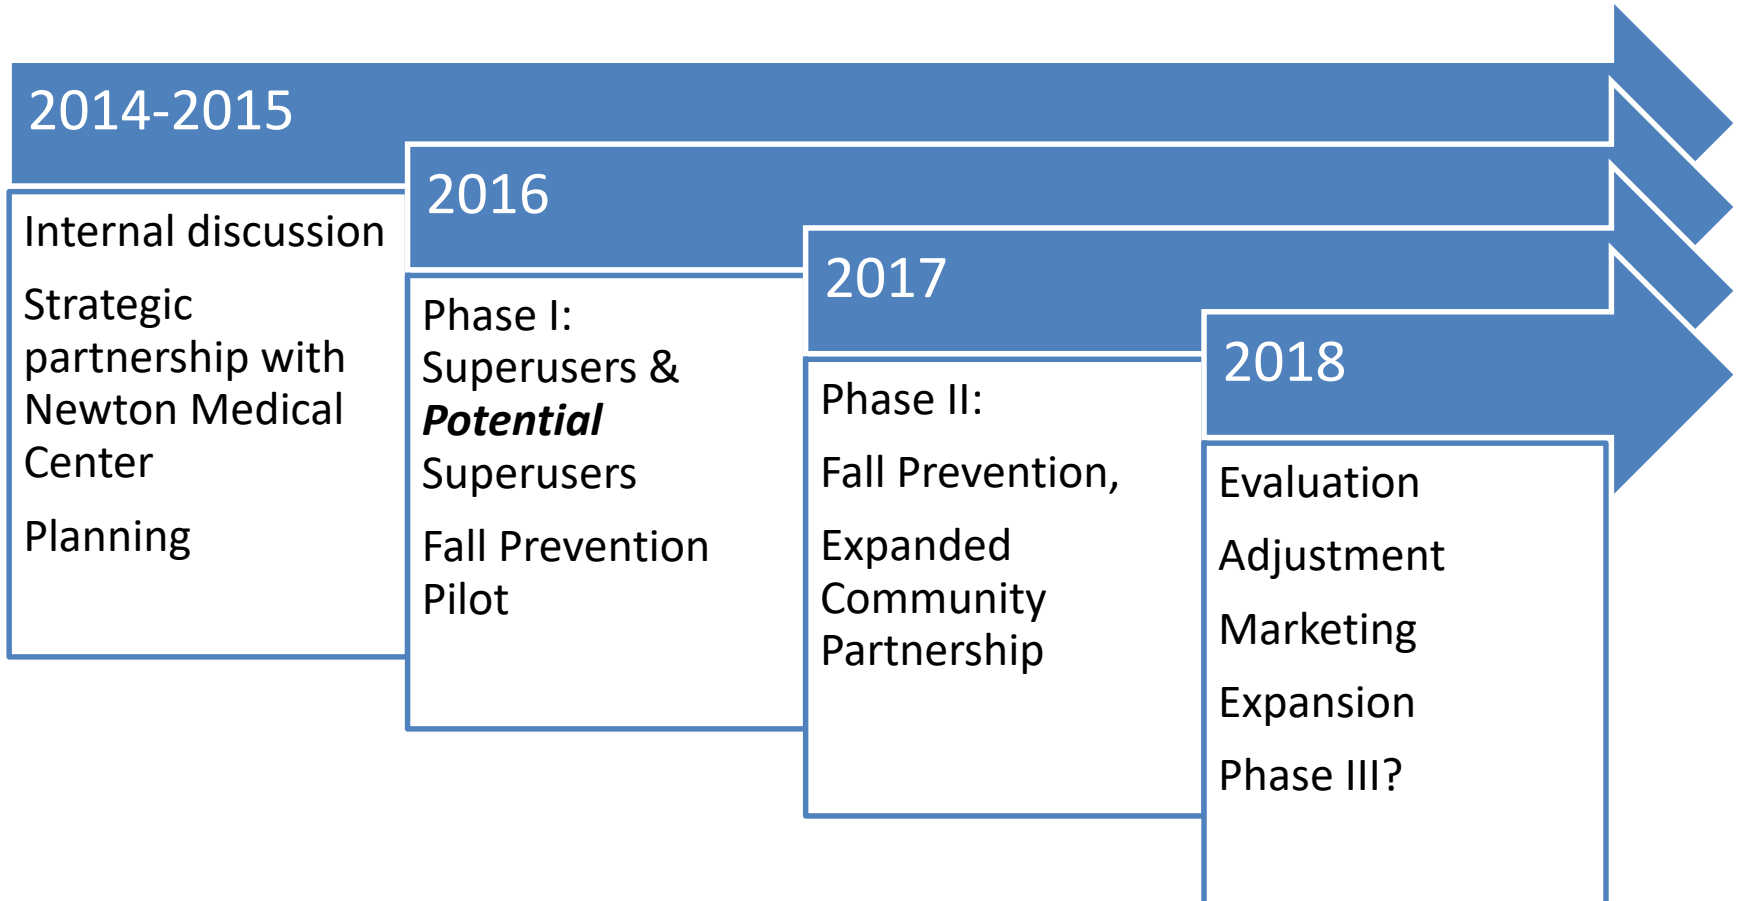 2014-2015
Internal discussion
Strategic
partnership with
Newton Medical
Center
Planning
2016
Phase I:
Superusers &
Potential
Superusers
Fall Prevention
Pilot
2017
Phase II:
Fall Prevention,
Expanded
Community
Partnership
2018
Evaluation
Adjustment
Marketing
Expansion
Phase III?